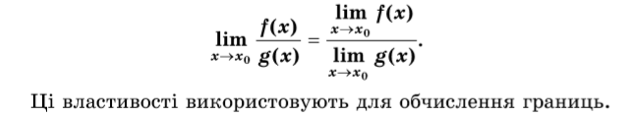 lim_{x→x₀} f(x)/g(x) = lim_{x→x₀} f(x) / lim_{x→x₀} g(x).
Ці властивості використовують для обчислення границь.